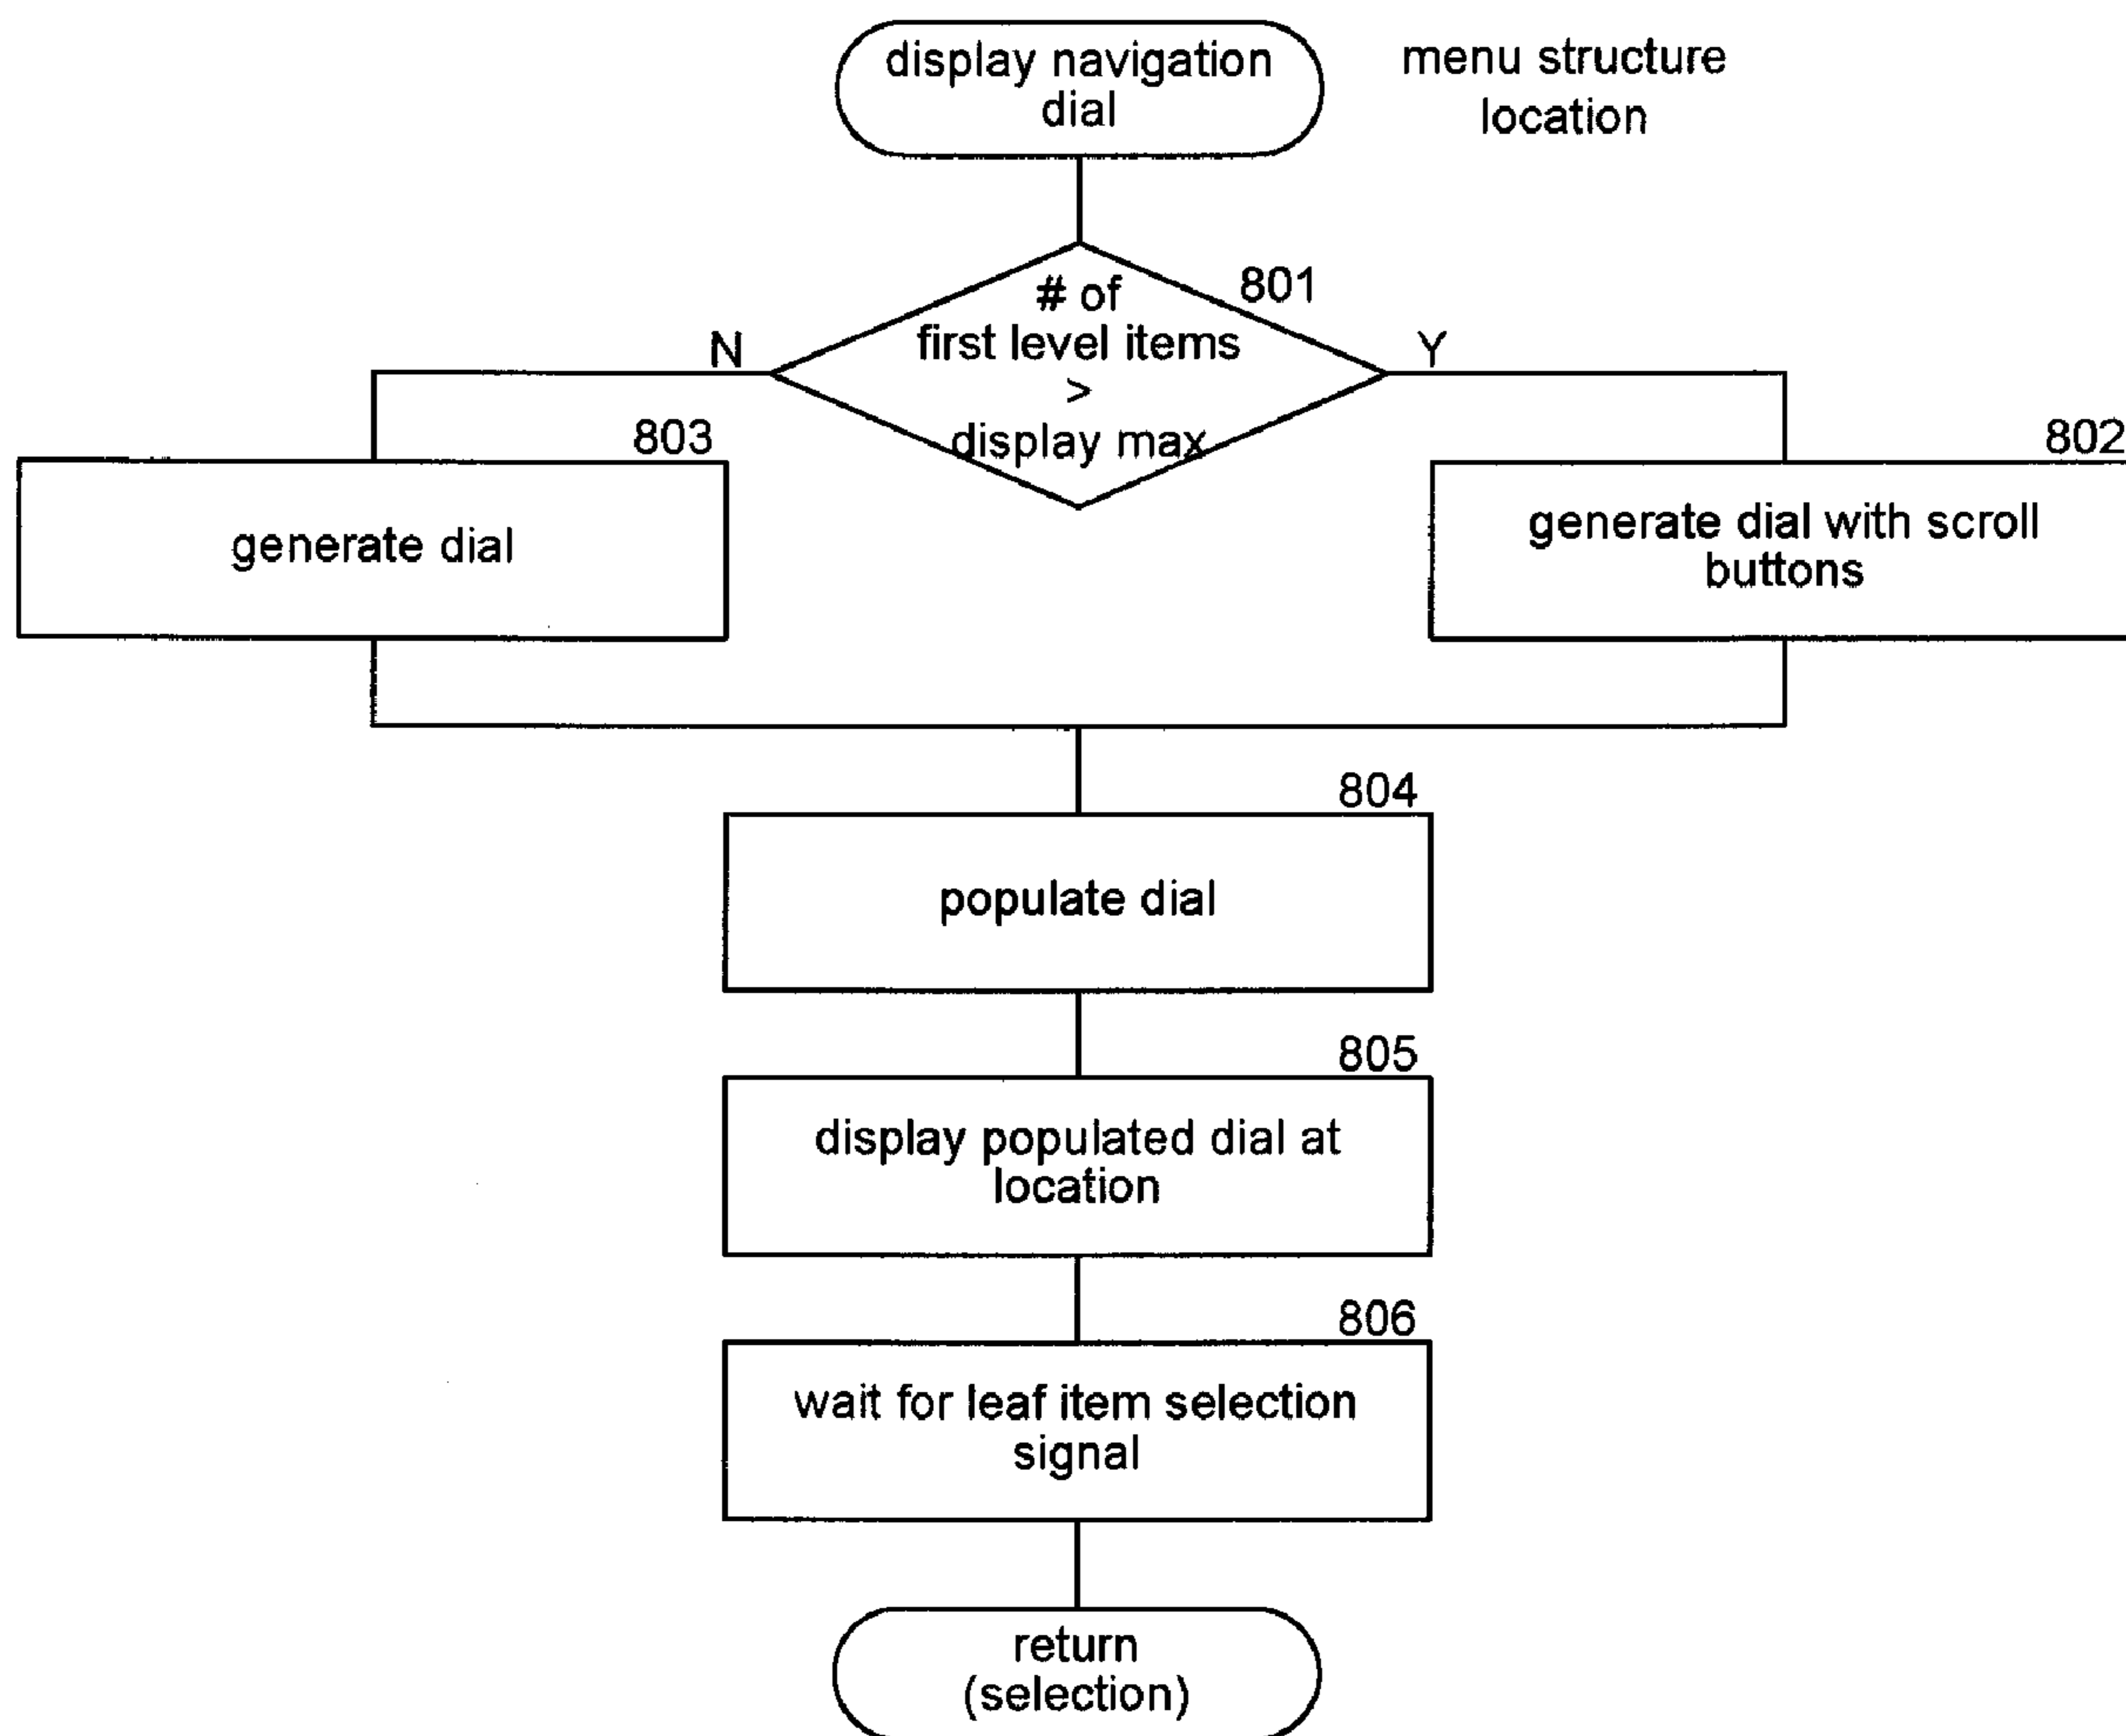 display navigation
dial
menu structure
location
801
# of
first level items
>
display max
N
Y
803
generate dial
802
generate dial with scroll
buttons
804
populate dial
805
display populated dial at
location
806
wait for leaf item selection
signal
return
(selection)